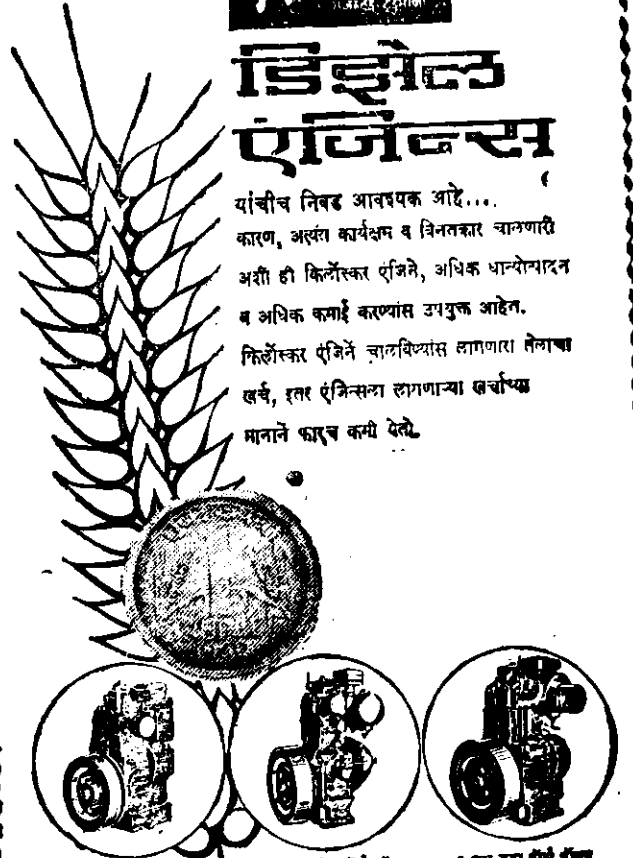 डिझेल
एंजिन्स
यांचीच निवड आवश्यक आहे...
कारण, अत्यंत कार्यक्षम व विनतक्रार चालणारी
अशी ही किर्लोस्कर एंजिने, अधिक धान्योत्पादन
व अधिक कमाई करण्यांस उपयुक्त आहेत.
किर्लोस्कर एंजिनें चालविण्यांस लागणारा तेलाचा
खर्च, इतर एंजिन्सना लागणाऱ्या खर्चाच्या
मानानें फारच कमी येतो.